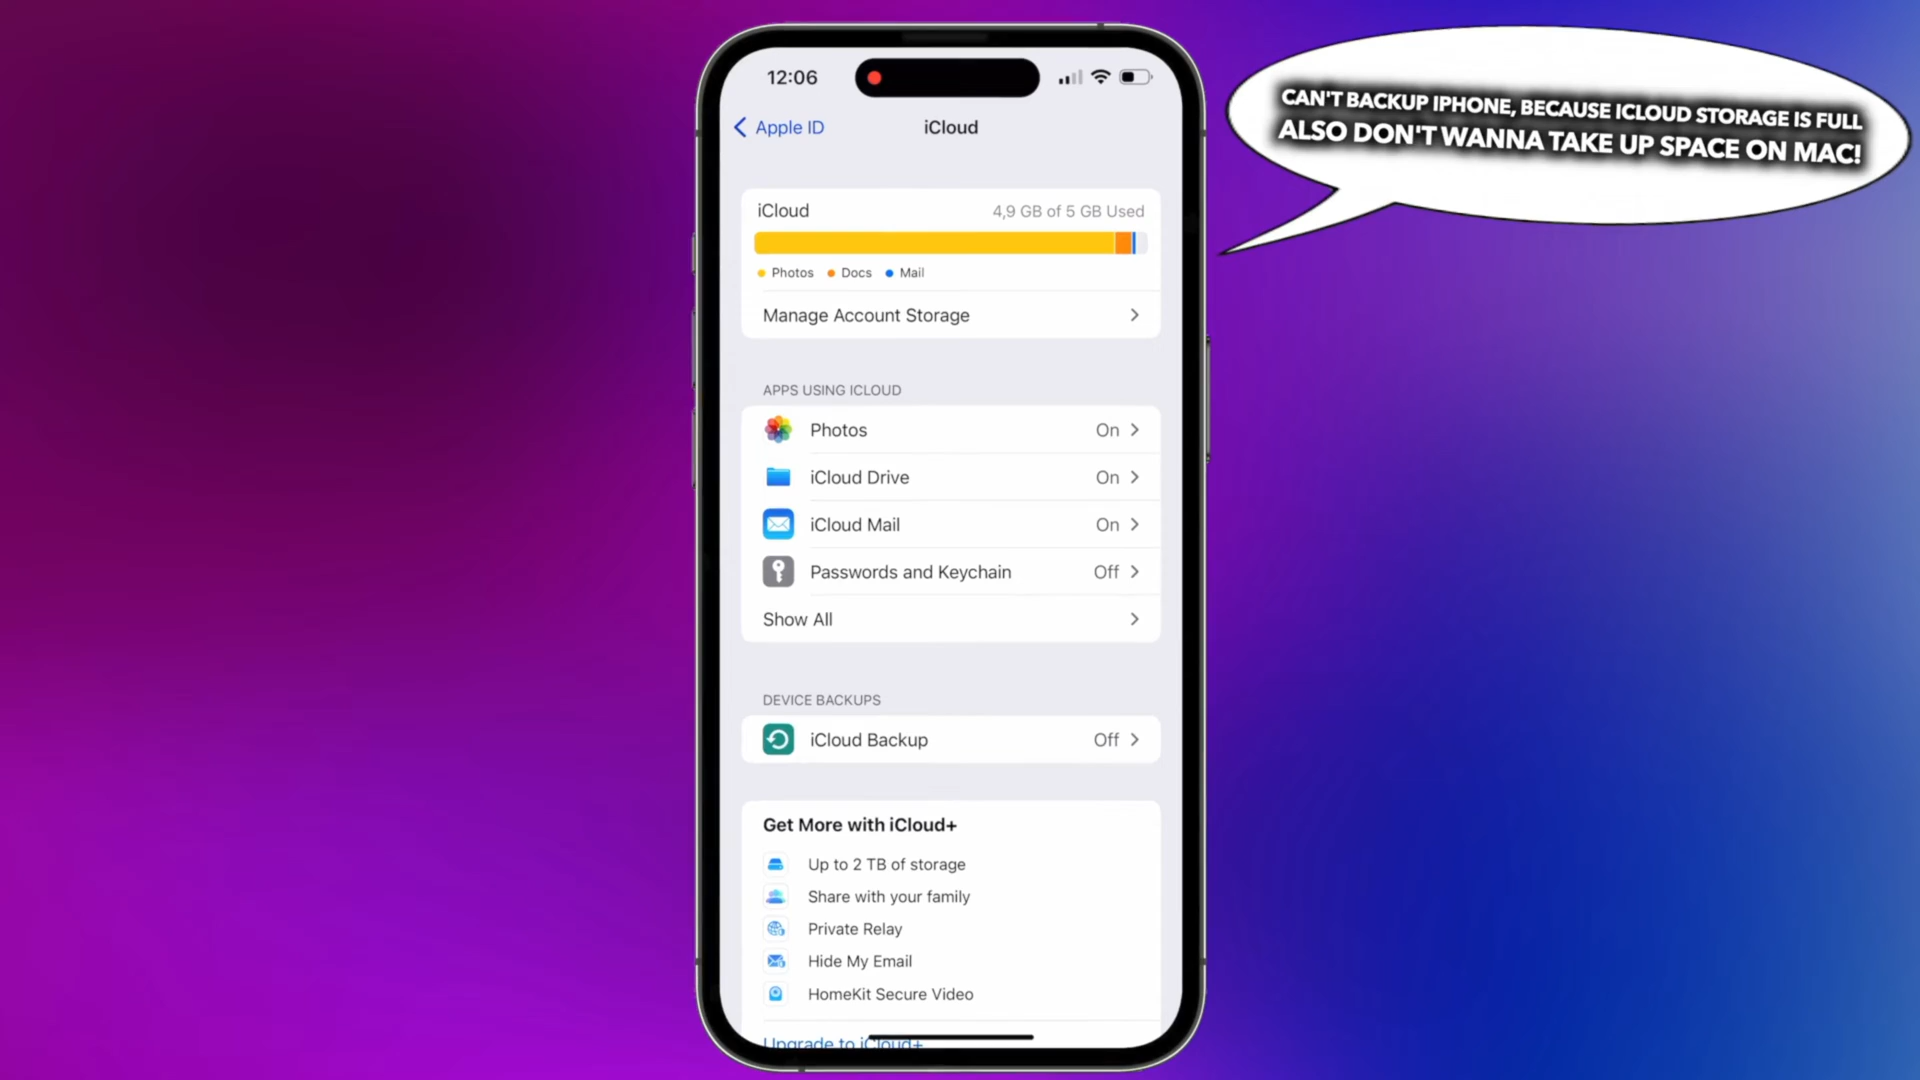 12:06
CAN'T BACKUP IPHONE, BECAUSE ICLOUD STORAGE IS FULL
ALSO DON'T WANNA TAKE UP SPACE ON MAC!
Apple ID
iCloud
iCloud
4,9 GB of 5 GB Used
Photos
Docs
Mail
Manage Account Storage
APPS USING ICLOUD
Photos
On
iCloud Drive
On
iCloud Mail
On
Passwords and Keychain
Off
Show All
DEVICE BACKUPS
iCloud Backup
Off
Get More with iCloud+
Up to 2 TB of storage
Share with your family
Private Relay
Hide My Email
HomeKit Secure Video
Upgrade to iCloud+